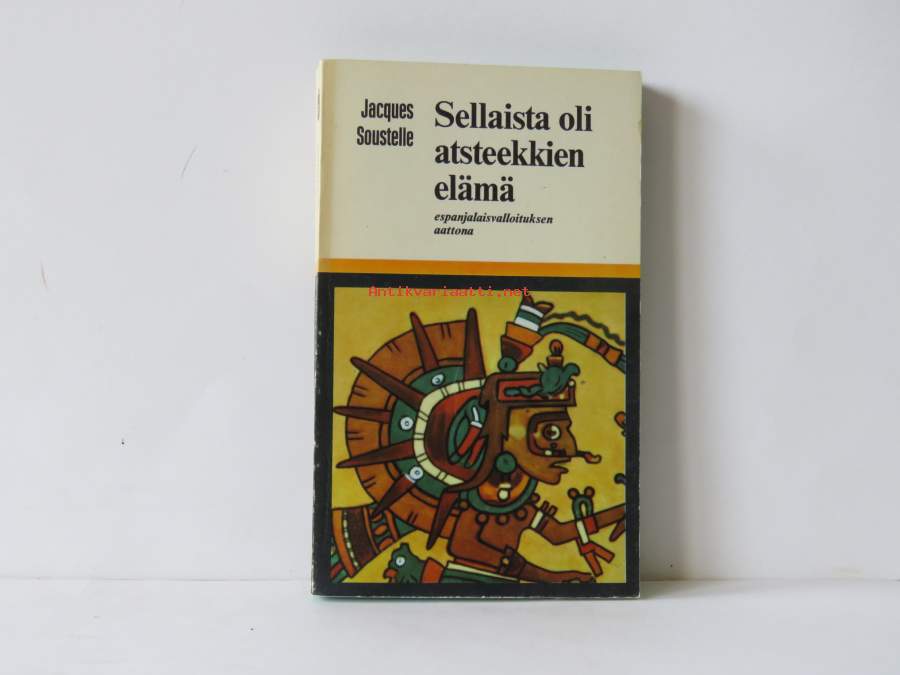 Jacques
Soustelle
Sellaista oli
atsteekkien
elämä
espanjalaisvalloituksen
aattona
Antikvariaatti.net